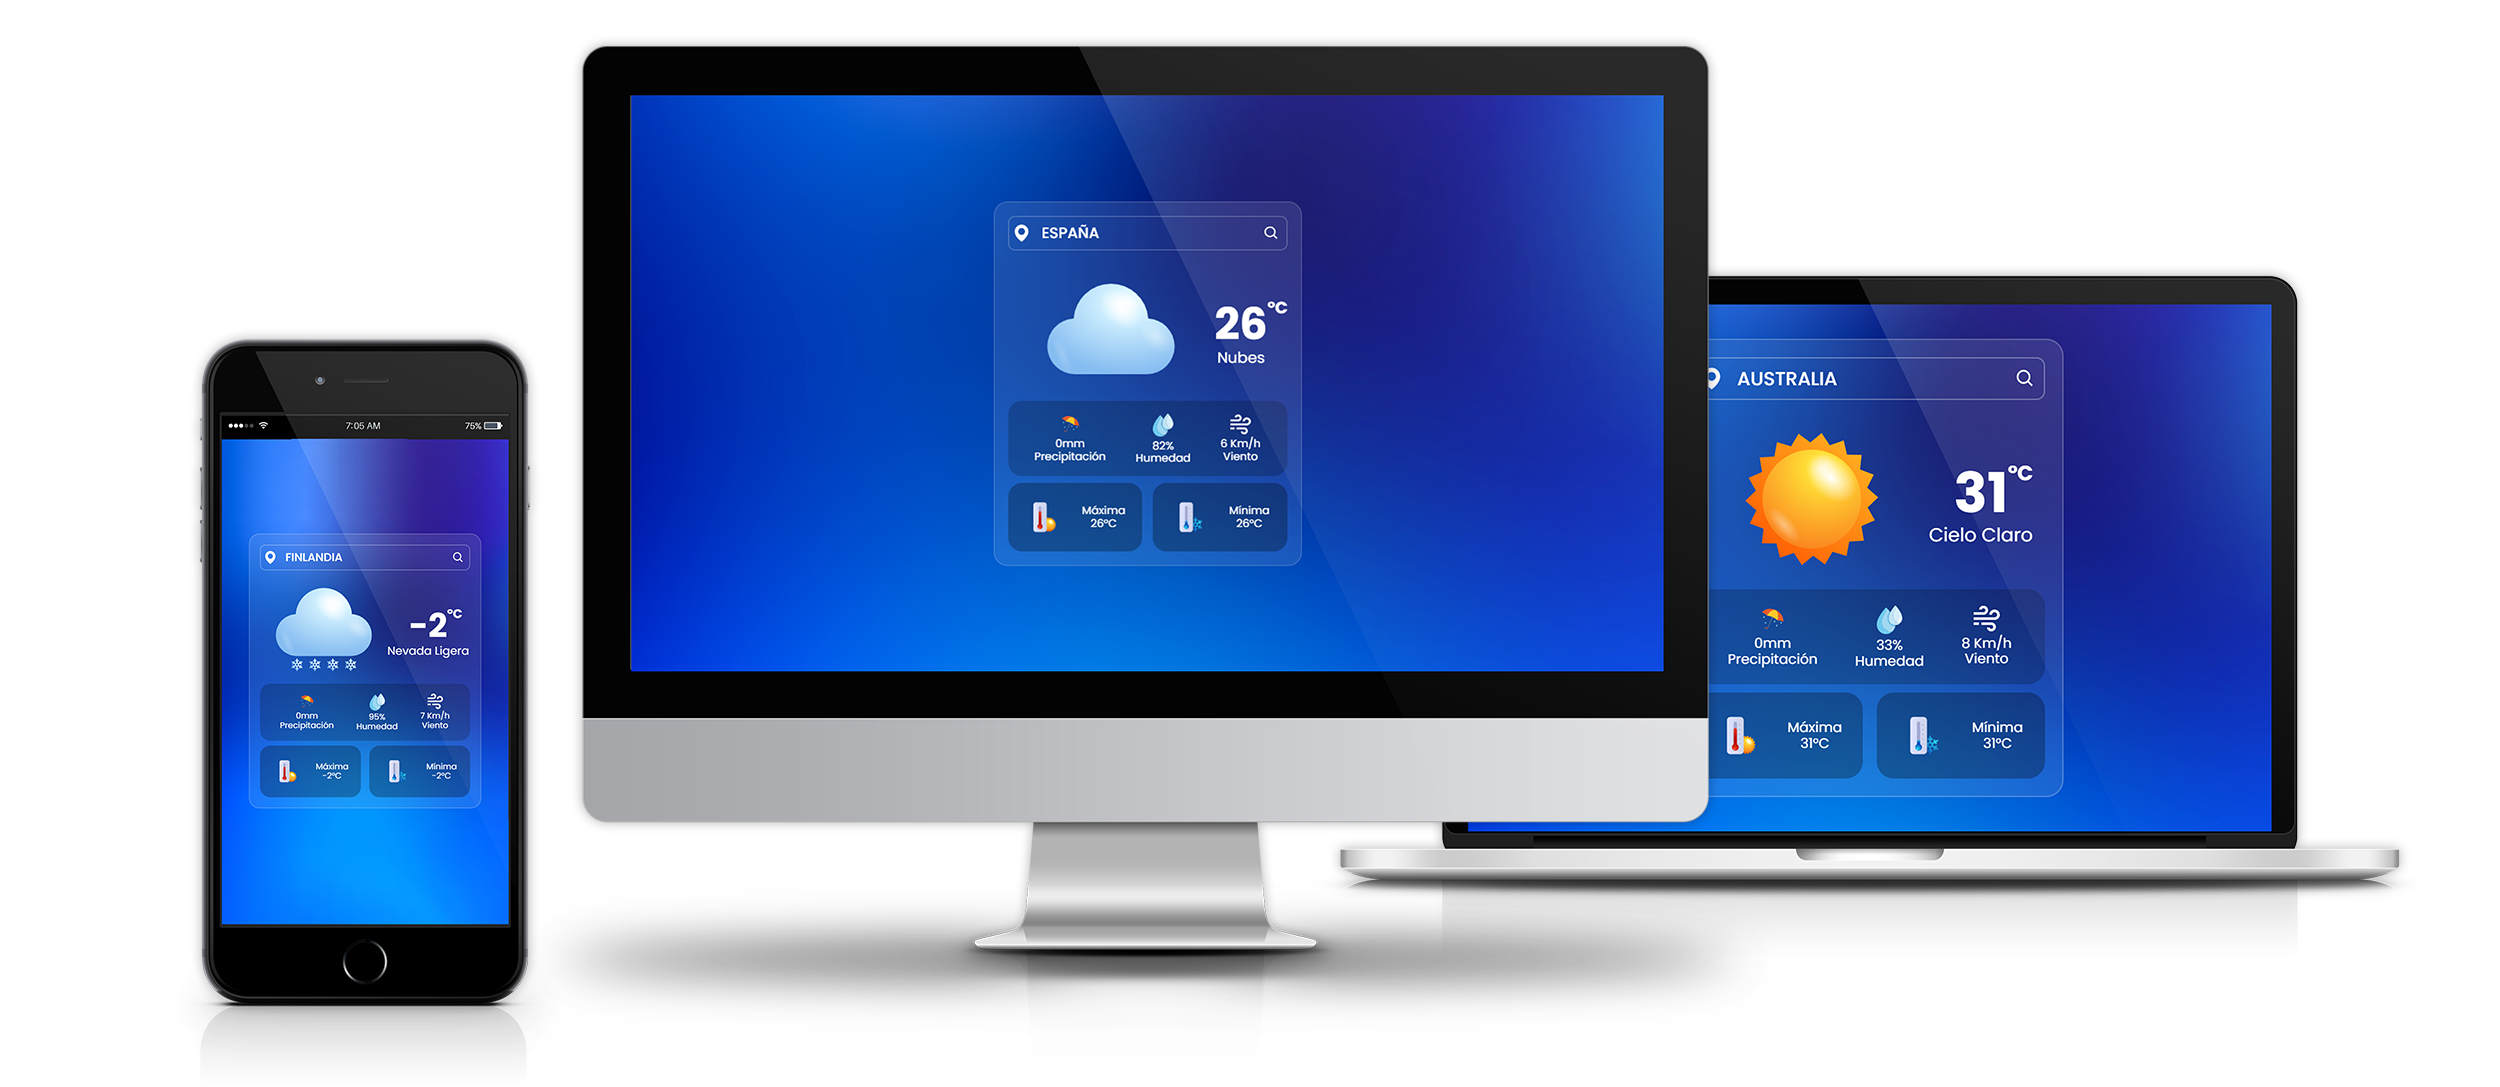 7:05 AM
75%
FINLANDIA
-2°C
Nevada Ligera
0mm
Precipitación
95%
Humedad
7 Km/h
Viento
Máxima
-2°C
Mínima
-2°C
ESPAÑA
26°C
Nubes
0mm
Precipitación
82%
Humedad
6 Km/h
Viento
Máxima
26°C
Mínima
26°C
AUSTRALIA
31°C
Cielo Claro
0mm
Precipitación
33%
Humedad
8 Km/h
Viento
Máxima
31°C
Mínima
31°C